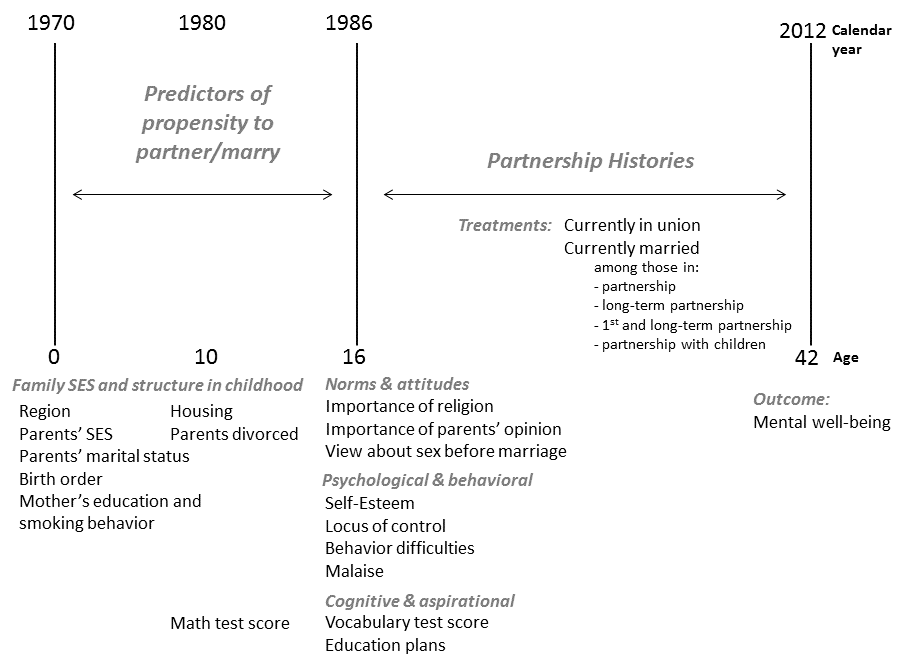 1970
1980
1986
2012 Calendar
year
Predictors of
propensity to
partner/marry
Partnership Histories
Treatments: Currently in union
Currently married
among those in:
- partnership
- long-term partnership
- 1st and long-term partnership
- partnership with children
0
10
16
42 Age
Family SES and structure in childhood
Region
Parents' SES
Parents' marital status
Birth order
Mother's education and
smoking behavior
Housing
Parents divorced
Math test score
Norms & attitudes
Importance of religion
Importance of parents' opinion
View about sex before marriage
Psychological & behavioral
Self-Esteem
Locus of control
Behavior difficulties
Malaise
Cognitive & aspirational
Vocabulary test score
Education plans
Outcome:
Mental well-being